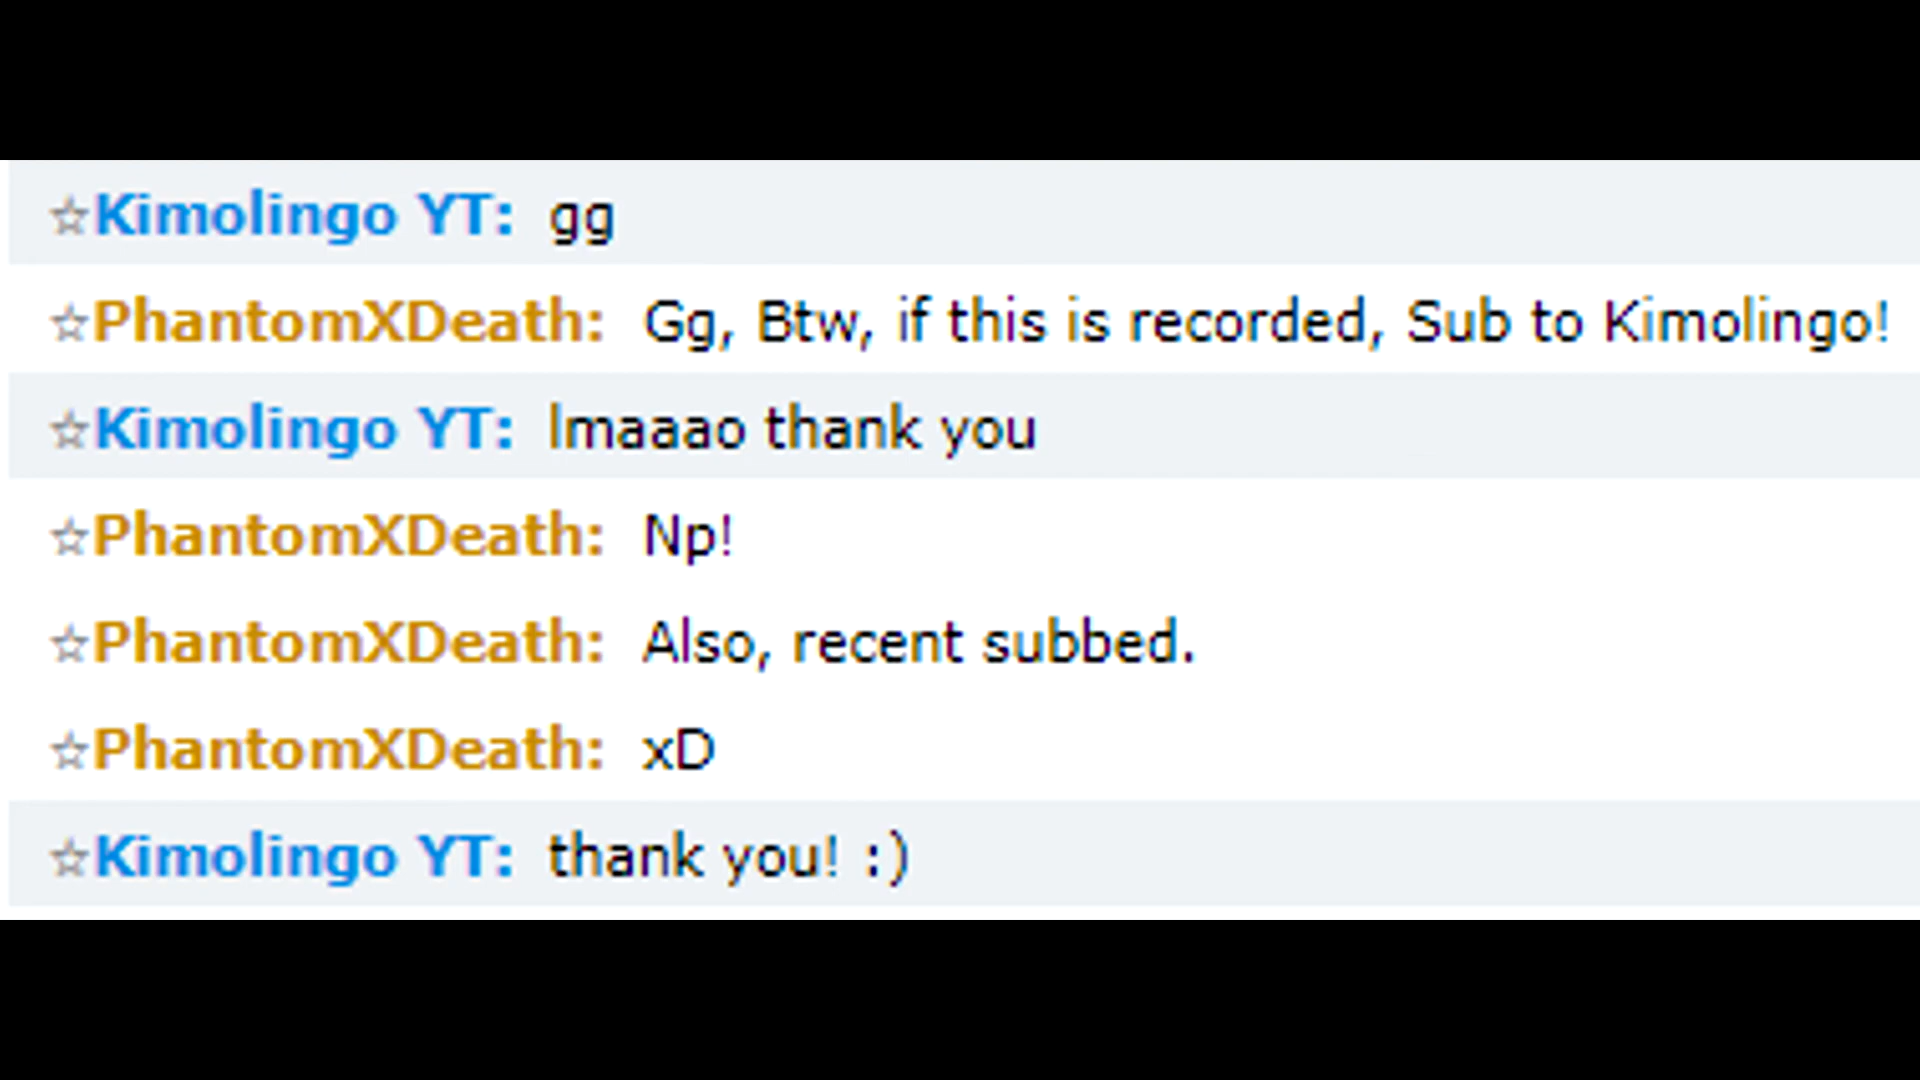 ☆Kimolingo YT: gg
☆PhantomXDeath: Gg, Btw, if this is recorded, Sub to Kimolingo!
☆Kimolingo YT: lmaaao thank you
☆PhantomXDeath: Np!
☆PhantomXDeath: Also, recent subbed.
☆PhantomXDeath: xD
☆Kimolingo YT: thank you! :)